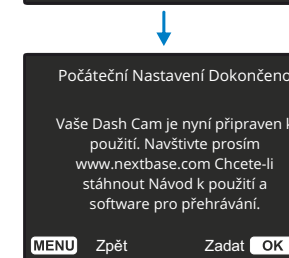 Počáteční Nastavení Dokončeno
Vaše Dash Cam je nyní připraven k
použití. Navštivte prosím
www.nextbase.com Chcete-li
stáhnout Návod k použití a
software pro přehrávání.
MENU Zpět Zadat OK